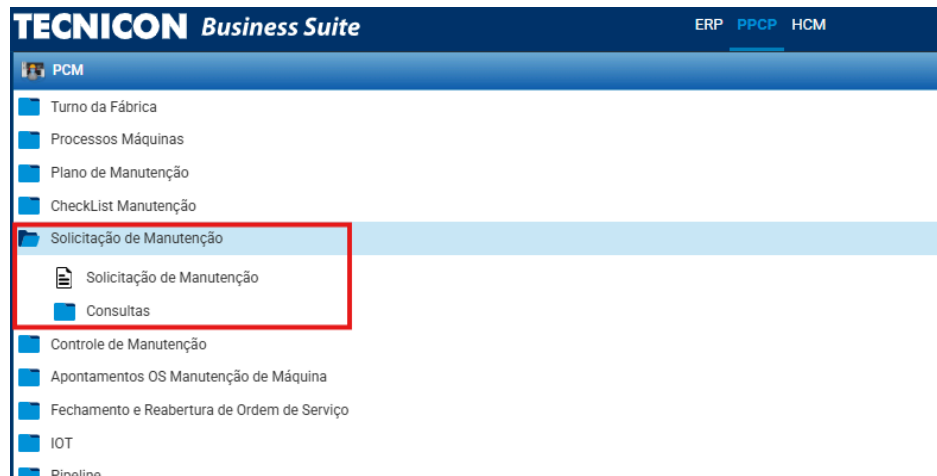 TECNICON Business Suite ERP PPCP HCM
PCM
Turno da Fábrica
Processos Máquinas
Plano de Manutenção
CheckList Manutenção
Solicitação de Manutenção
Solicitação de Manutenção
Consultas
Controle de Manutenção
Apontamentos OS Manutenção de Máquina
Fechamento e Reabertura de Ordem de Serviço
IOT
Pipeline